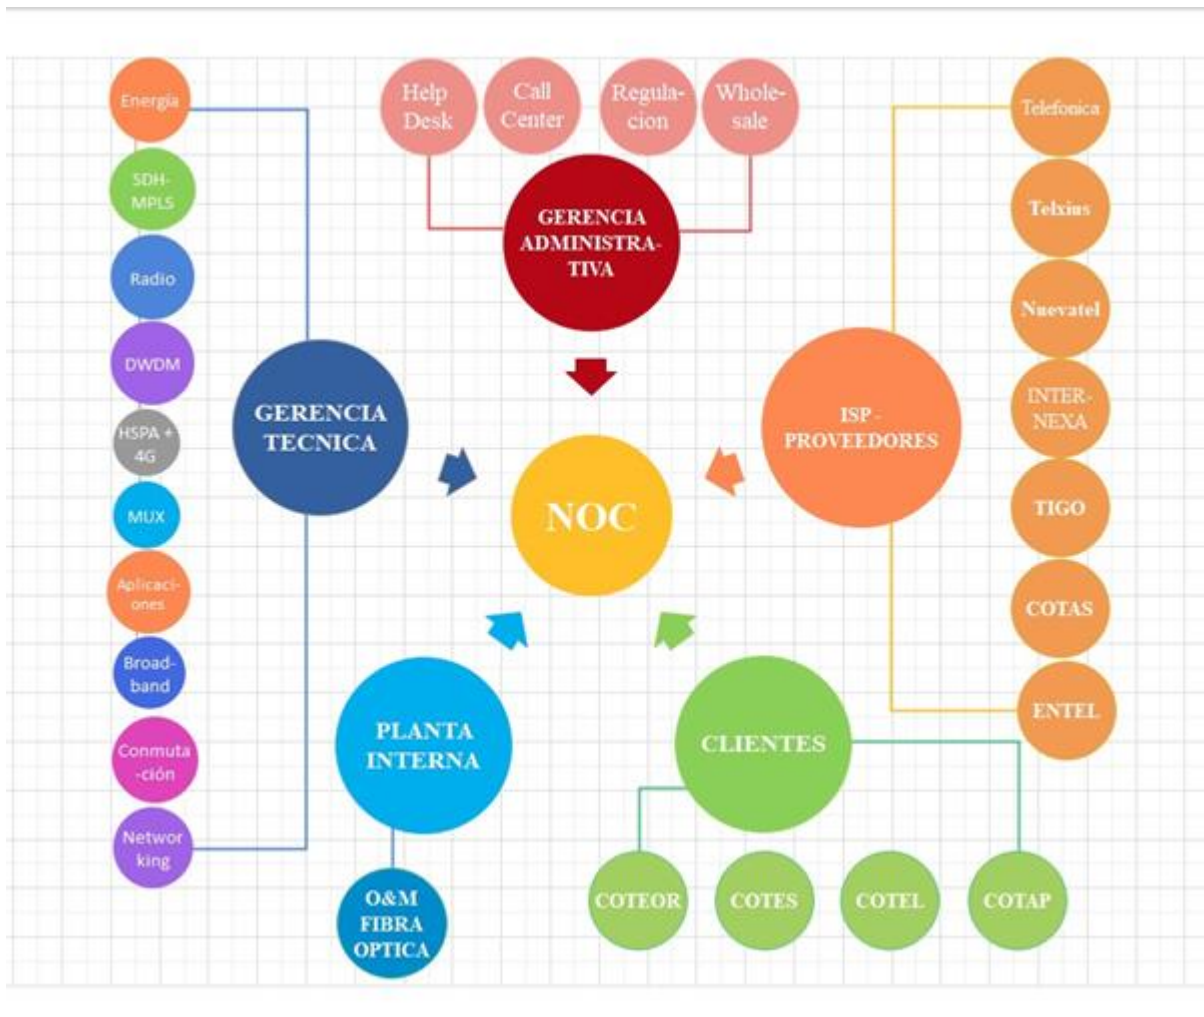 Energía
SDH-
MPLS
Radio
DWDM
HSPA +
4G
MUX
Aplicaci-
ones
Broad-
band
Conmuta
-ción
Networ
king
Help
Desk
Call
Center
Regula-
cion
Whole-
sale
GERENCIA
ADMINISTRA-
TIVA
GERENCIA
TECNICA
NOC
ISP -
PROVEEDORES
PLANTA
INTERNA
O&M
FIBRA
OPTICA
CLIENTES
COTEOR
COTES
COTEL
COTAP
Telefonica
Telxius
Nuevatel
INTER-
NEXA
TIGO
COTAS
ENTEL